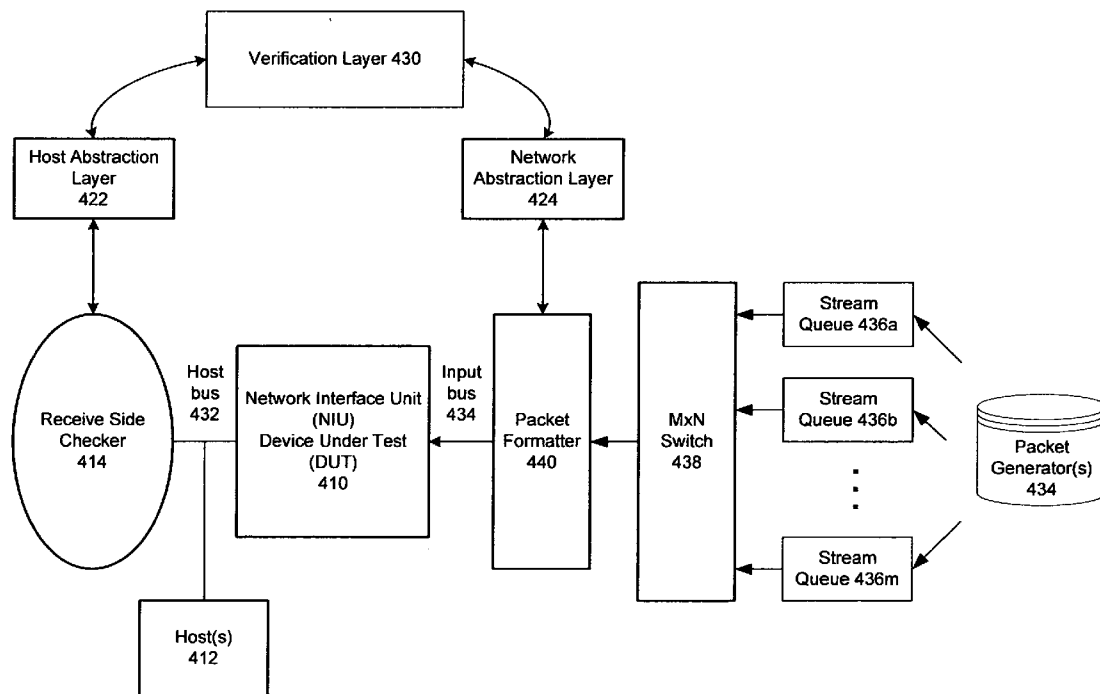 Verification Layer 430
Host Abstraction
Layer
422
Network
Abstraction Layer
424
Stream
Queue 436a
Host
bus
432
Network Interface Unit
(NIU)
Device Under Test
(DUT)
410
Input
bus
434
Packet
Formatter
440
MxN
Switch
438
Stream
Queue 436b
Receive Side
Checker
414
Packet
Generator(s)
434
Stream
Queue 436m
Host(s)
412